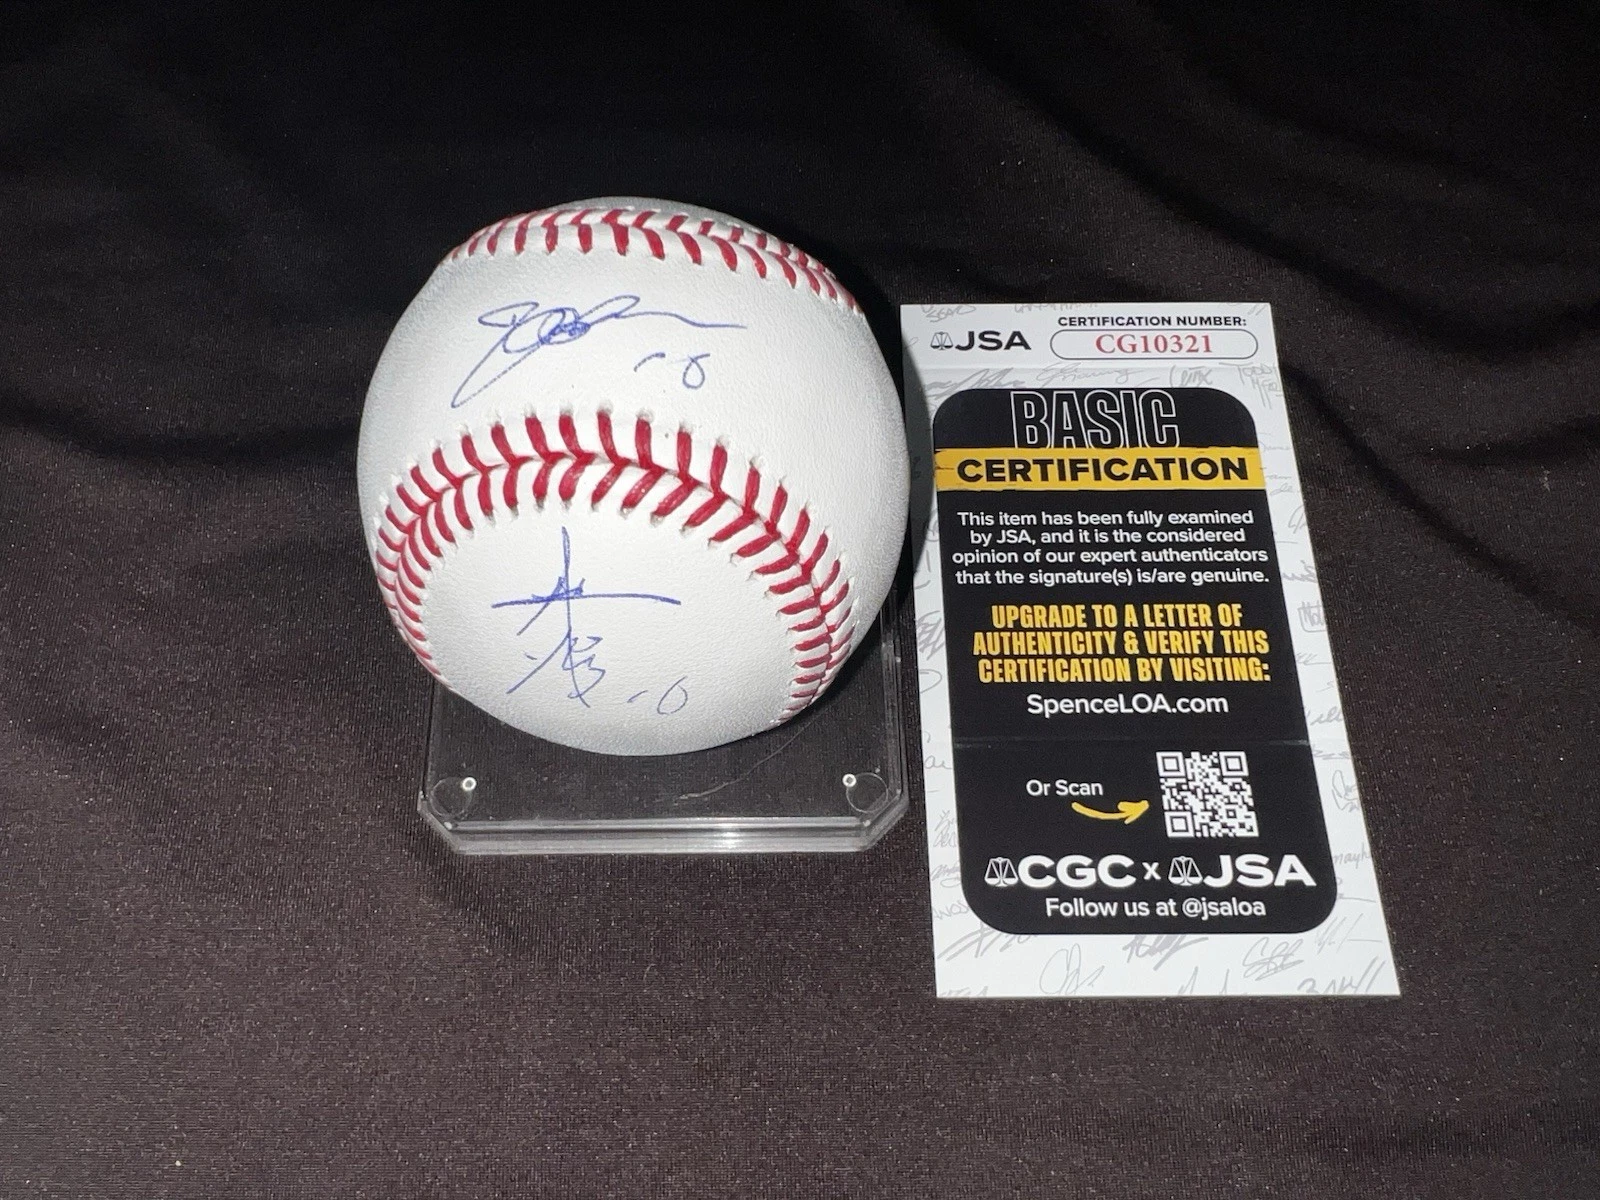 18
18
JSA
CERTIFICATION NUMBER:
CG10321
BASIC
CERTIFICATION
This item has been fully examined
by JSA, and it is the considered
opinion of our expert authenticators
that the signature(s) is/are genuine.
UPGRADE TO A LETTER OF
AUTHENTICITY & VERIFY THIS
CERTIFICATION BY VISITING:
SpenceLOA.com
Or Scan
CGC x JSA
Follow us at @jsaloa